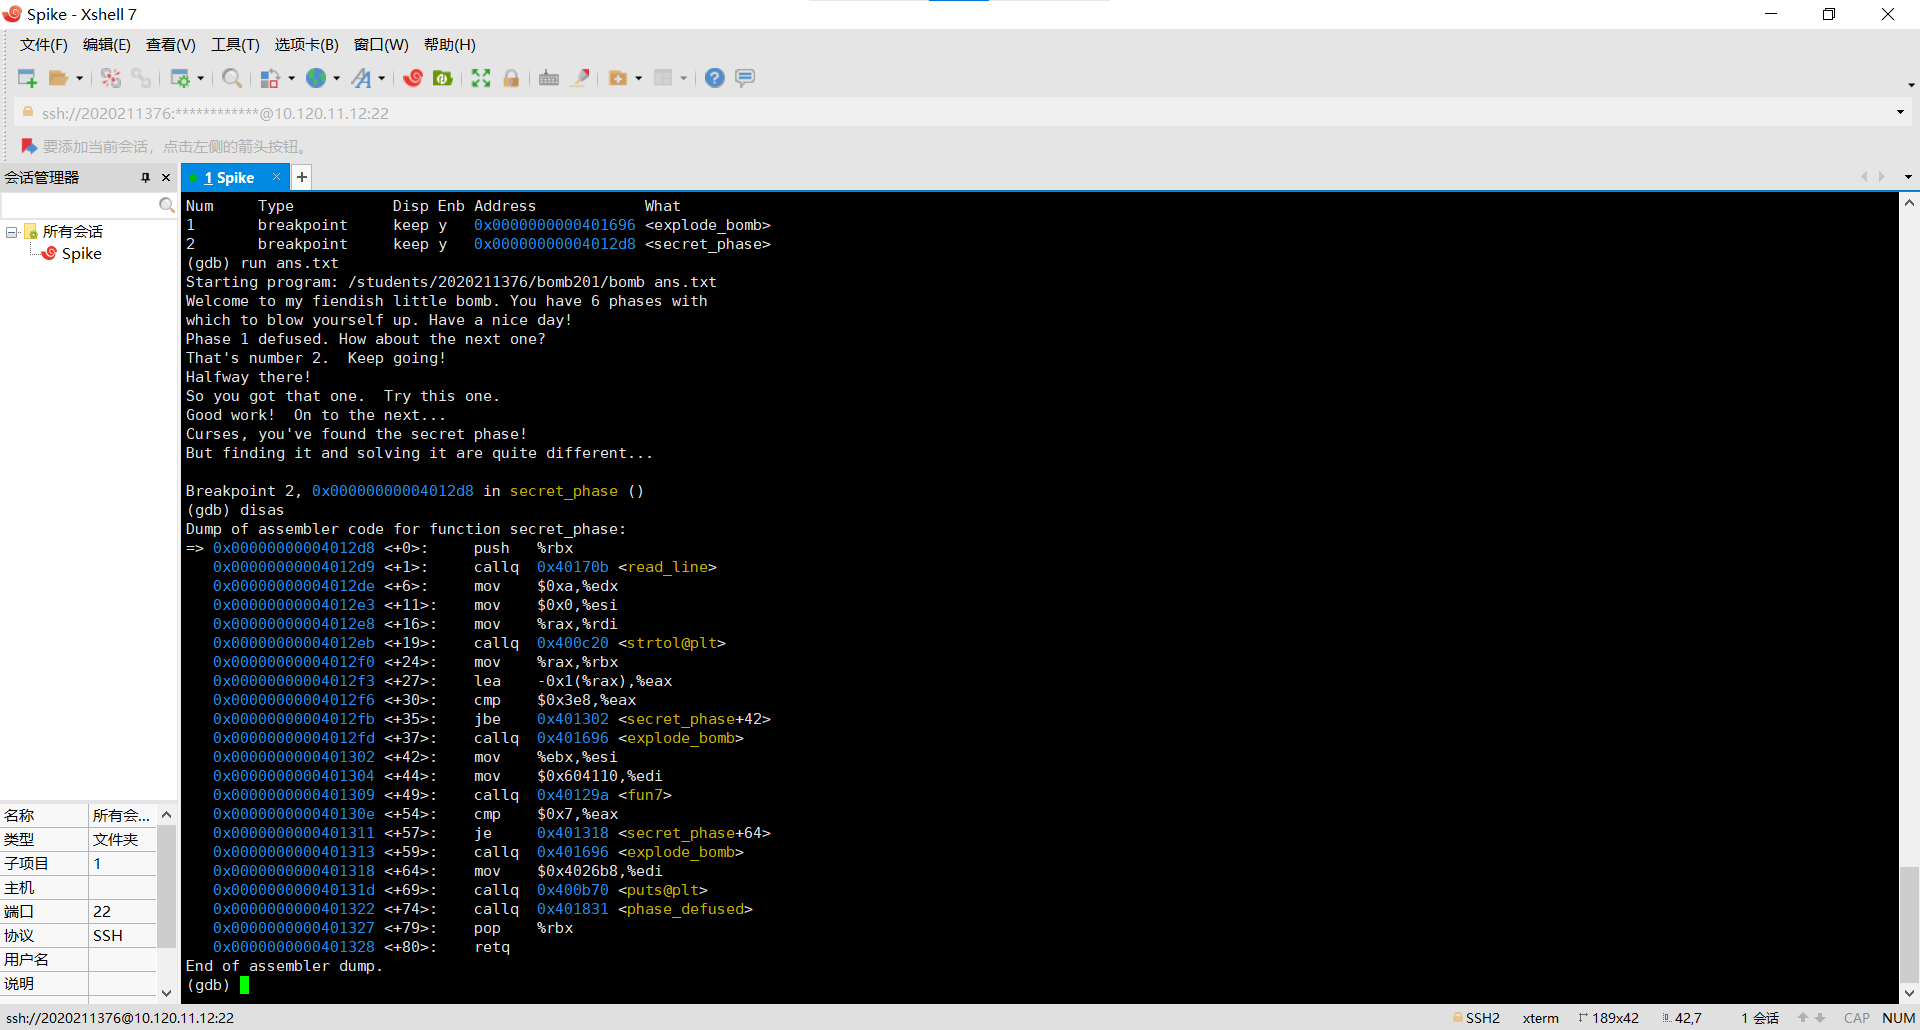 Spike - Xshell 7
文件(F) 编辑(E) 查看(V) 工具(T) 选项卡(B) 窗口(W) 帮助(H)
ssh://2020211376:************@10.120.11.12:22
要添加当前会话，点击左侧的箭头按钮。
会话管理器
1 Spike
所有会话
Spike
Num     Type           Disp Enb Address            What
1       breakpoint     keep y   0x0000000000401696 <explode_bomb>
2       breakpoint     keep y   0x00000000004012d8 <secret_phase>
(gdb) run ans.txt
Starting program: /students/2020211376/bomb201/bomb ans.txt
Welcome to my fiendish little bomb. You have 6 phases with
which to blow yourself up. Have a nice day!
Phase 1 defused. How about the next one?
That's number 2.  Keep going!
Halfway there!
So you got that one.  Try this one.
Good work!  On to the next...
Curses, you've found the secret phase!
But finding it and solving it are quite different...
Breakpoint 2, 0x00000000004012d8 in secret_phase ()
(gdb) disas
Dump of assembler code for function secret_phase:
=> 0x00000000004012d8 <+0>:     push   %rbx
   0x00000000004012d9 <+1>:     callq  0x40170b <read_line>
   0x00000000004012de <+6>:     mov    $0xa,%edx
   0x00000000004012e3 <+11>:    mov    $0x0,%esi
   0x00000000004012e8 <+16>:    mov    %rax,%rdi
   0x00000000004012eb <+19>:    callq  0x400c20 <strtol@plt>
   0x00000000004012f0 <+24>:    mov    %rax,%rbx
   0x00000000004012f3 <+27>:    lea    -0x1(%rax),%eax
   0x00000000004012f6 <+30>:    cmp    $0x3e8,%eax
   0x00000000004012fb <+35>:    jbe    0x401302 <secret_phase+42>
   0x00000000004012fd <+37>:    callq  0x401696 <explode_bomb>
   0x0000000000401302 <+42>:    mov    %ebx,%esi
   0x0000000000401304 <+44>:    mov    $0x604110,%edi
   0x0000000000401309 <+49>:    callq  0x40129a <fun7>
   0x000000000040130e <+54>:    cmp    $0x7,%eax
   0x0000000000401311 <+57>:    je     0x401318 <secret_phase+64>
   0x0000000000401313 <+59>:    callq  0x401696 <explode_bomb>
   0x0000000000401318 <+64>:    mov    $0x4026b8,%edi
   0x000000000040131d <+69>:    callq  0x400b70 <puts@plt>
   0x0000000000401322 <+74>:    callq  0x401831 <phase_defused>
   0x0000000000401327 <+79>:    pop    %rbx
   0x0000000000401328 <+80>:    retq
End of assembler dump.
(gdb)
名称 所有会...
类型 文件夹
子项目 1
主机
端口 22
协议 SSH
用户名
说明
ssh://2020211376@10.120.11.12:22 SSH2 xterm 189x42 42,7 1 会话 CAP NUM